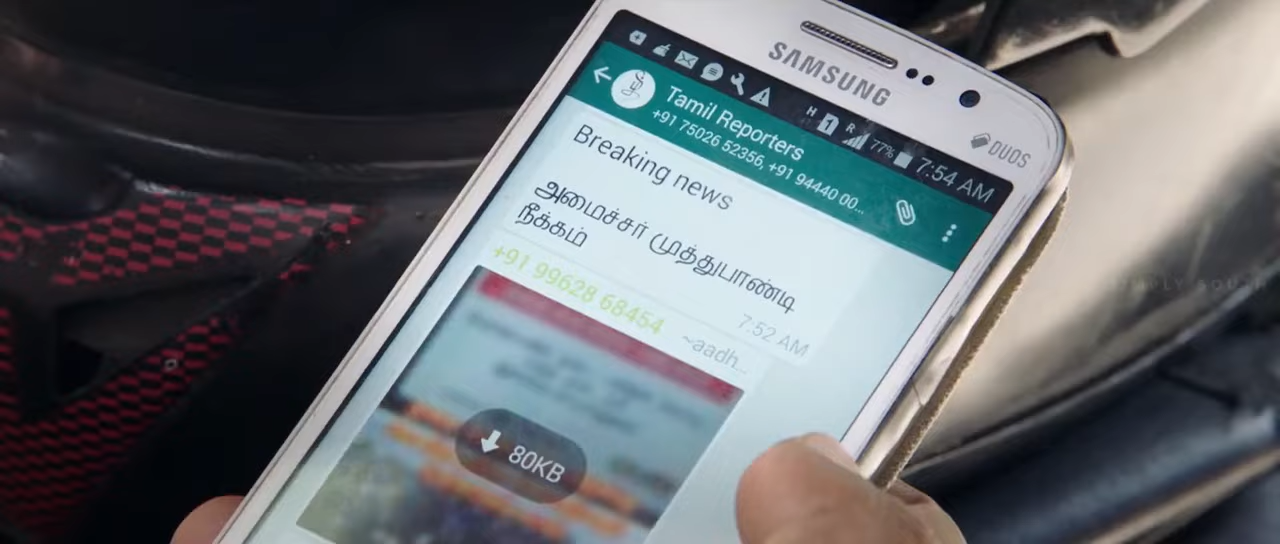 SAMSUNG
DUOS
H 1 R 77% 7:54 AM
Tamil Reporters
+91 75026 52356, +91 94440 00...
Breaking news
அமைச்சர் முத்துபாண்டி
நீக்கம்
7:52 AM
+91 99628 68454
~aadh...
80KB